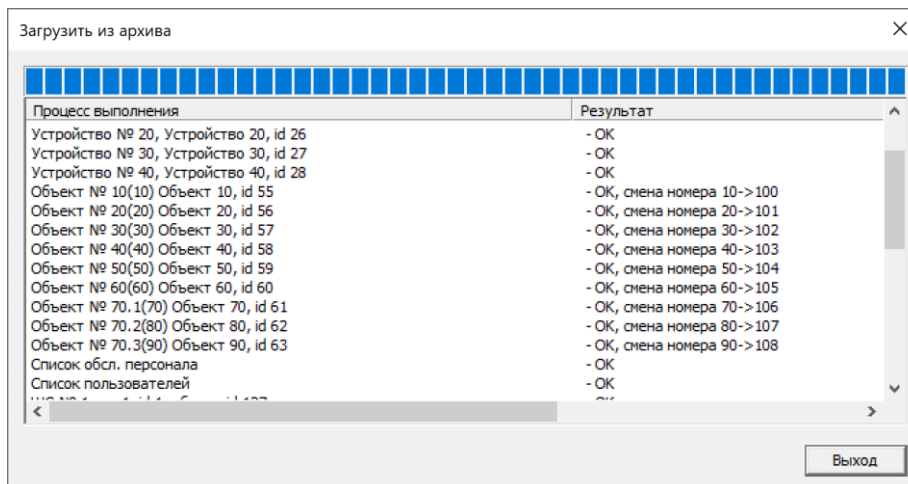 Загрузить из архива
Процесс выполнения Результат
Устройство № 20, Устройство 20, id 26 - OK
Устройство № 30, Устройство 30, id 27 - OK
Устройство № 40, Устройство 40, id 28 - OK
Объект № 10(10) Объект 10, id 55 - OK, смена номера 10->100
Объект № 20(20) Объект 20, id 56 - OK, смена номера 20->101
Объект № 30(30) Объект 30, id 57 - OK, смена номера 30->102
Объект № 40(40) Объект 40, id 58 - OK, смена номера 40->103
Объект № 50(50) Объект 50, id 59 - OK, смена номера 50->104
Объект № 60(60) Объект 60, id 60 - OK, смена номера 60->105
Объект № 70.1(70) Объект 70, id 61 - OK, смена номера 70->106
Объект № 70.2(80) Объект 80, id 62 - OK, смена номера 80->107
Объект № 70.3(90) Объект 90, id 63 - OK, смена номера 90->108
Список обсл. персонала - OK
Список пользователей - OK
Выход